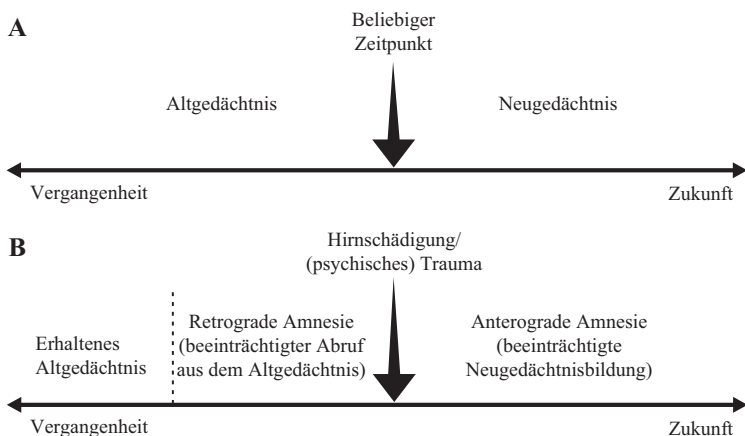 A
Beliebiger
Zeitpunkt
Altgedächtnis
Neugedächtnis
Vergangenheit
Zukunft
B
Hirnschädigung/
(psychisches) Trauma
Erhaltenes
Altgedächtnis
Retrograde Amnesie
(beeinträchtigter Abruf
aus dem Altgedächtnis)
Anterograde Amnesie
(beeinträchtigte
Neugedächtnisbildung)
Vergangenheit
Zukunft